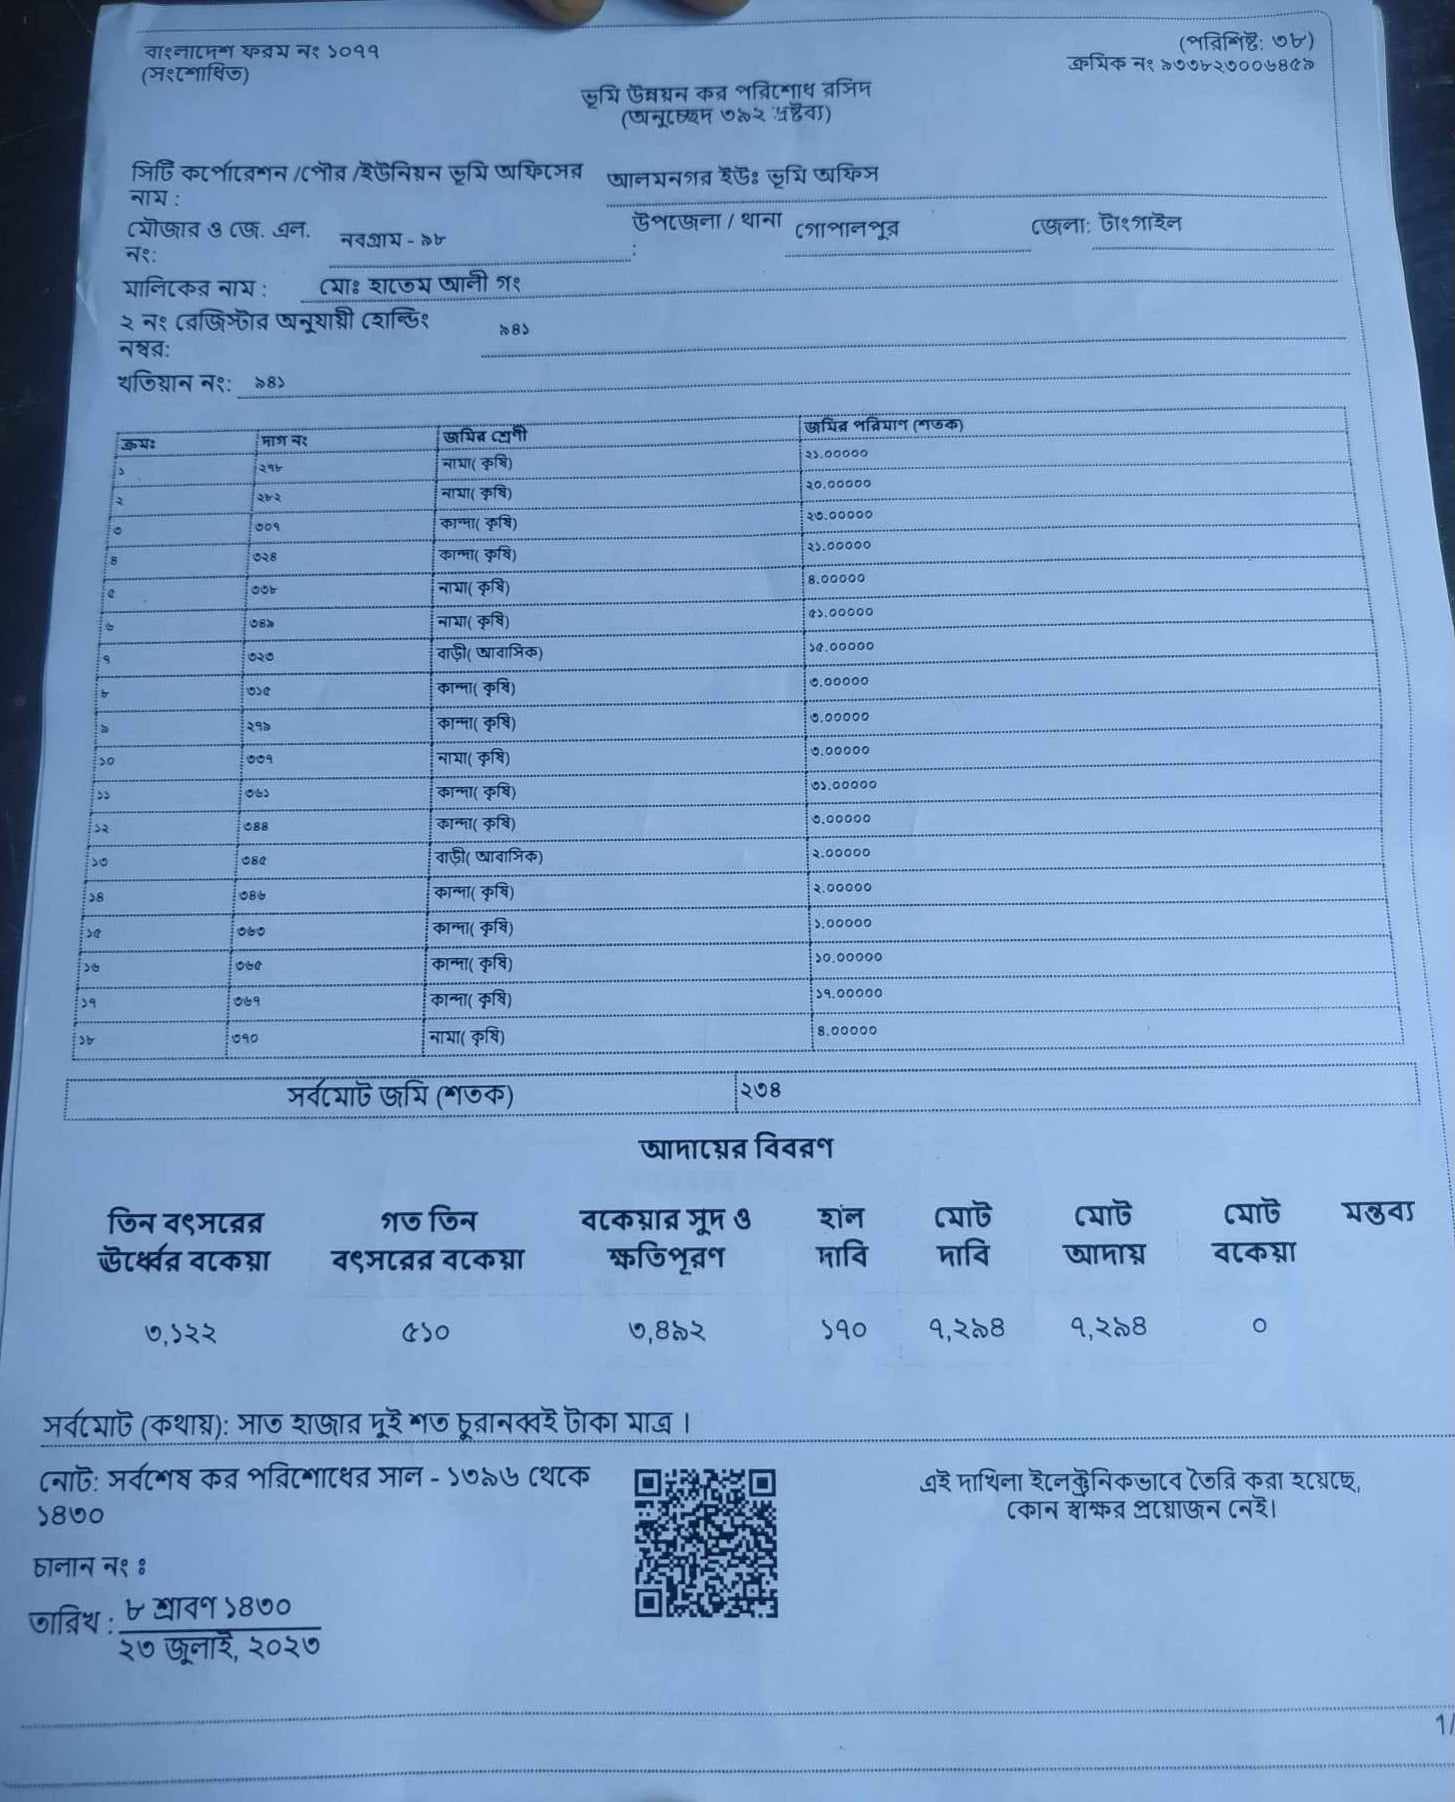 বাংলাদেশ ফরম নং ১০৭৭
(সংশোধিত)
(পরিশিষ্ট: ৩৮)
ক্রমিক নং ৯৩৩৮২৩০০৬৪৫৯
ভূমি উন্নয়ন কর পরিশোধ রসিদ
(অনুচ্ছেদ ৩৯২ দ্রষ্টব্য)
সিটি কর্পোরেশন /পৌর /ইউনিয়ন ভূমি অফিসের নাম : আলমনগর ইউঃ ভূমি অফিস
মৌজার ও জে. এল. নং: নবগ্রাম - ৯৮ উপজেলা / থানা : গোপালপুর জেলা: টাংগাইল
মালিকের নাম : মোঃ হাতেম আলী গং
২ নং রেজিস্টার অনুযায়ী হোল্ডিং নম্বর: ৯৪১
খতিয়ান নং: ৯৪১
ক্রমঃ দাগ নং জমির শ্রেণী জমির পরিমাণ (শতক)
১ ২৭৮ নামা( কৃষি) ২১.০০০০০
২ ২৮২ নামা( কৃষি) ২০.০০০০০
৩ ৩০৭ কান্দা( কৃষি) ২৩.০০০০০
৪ ৩২৪ কান্দা( কৃষি) ২১.০০০০০
৫ ৩৩৮ নামা( কৃষি) ৪.০০০০০
৬ ৩৪৯ নামা( কৃষি) ৫১.০০০০০
৭ ৩২৩ বাড়ী( আবাসিক) ১৫.০০০০০
৮ ৩১৫ কান্দা( কৃষি) ৩.০০০০০
৯ ২৭৯ কান্দা( কৃষি) ৩.০০০০০
১০ ৩৩৭ নামা( কৃষি) ৩.০০০০০
১১ ৩৬১ কান্দা( কৃষি) ৩১.০০০০০
১২ ৩৪৪ কান্দা( কৃষি) ৩.০০০০০
১৩ ৩৪৫ বাড়ী( আবাসিক) ২.০০০০০
১৪ ৩৪৬ কান্দা( কৃষি) ২.০০০০০
১৫ ৩৬৩ কান্দা( কৃষি) ১.০০০০০
১৬ ৩৬৫ কান্দা( কৃষি) ১০.০০০০০
১৭ ৩৬৭ কান্দা( কৃষি) ১৭.০০০০০
১৮ ৩৭০ নামা( কৃষি) ৪.০০০০০
সর্বমোট জমি (শতক) ২৩৪
আদায়ের বিবরণ
তিন বৎসরের গত তিন বকেয়ার সুদ ও হাল মোট মোট মোট মন্তব্য
ঊর্ধ্বের বকেয়া বৎসরের বকেয়া ক্ষতিপূরণ দাবি দাবি আদায় বকেয়া
৩,১২২ ৫১০ ৩,৪৯২ ১৭০ ৭,২৯৪ ৭,২৯৪ ০
সর্বমোট (কথায়): সাত হাজার দুই শত চুরানব্বই টাকা মাত্র ।
নোট: সর্বশেষ কর পরিশোধের সাল - ১৩৯৬ থেকে
১৪৩০
চালান নং ঃ
তারিখ : ৮ শ্রাবণ ১৪৩০
২৩ জুলাই, ২০২৩
এই দাখিলা ইলেক্ট্রনিকভাবে তৈরি করা হয়েছে,
কোন স্বাক্ষর প্রয়োজন নেই।
1/